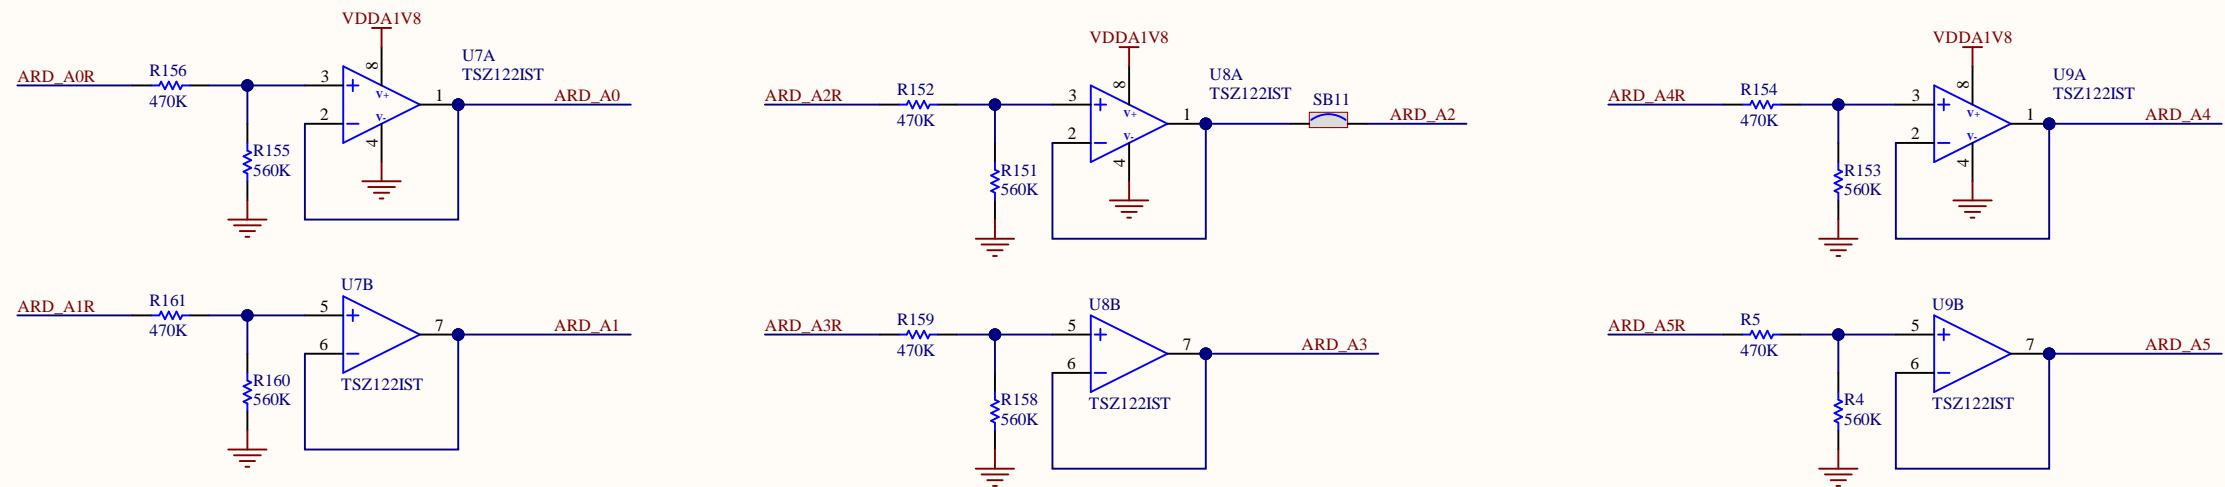 VDDA1V8
U7A
TSZ122IST
ARD_A0R
R156
470K
3
8
V+
1
ARD_A0
2
V-
4
R155
560K
VDDA1V8
U8A
TSZ122IST
ARD_A2R
R152
470K
3
8
V+
1
SB11
ARD_A2
2
V-
4
R151
560K
VDDA1V8
U9A
TSZ122IST
ARD_A4R
R154
470K
3
8
V+
1
ARD_A4
2
V-
4
R153
560K
U7B
ARD_A1R
R161
470K
5
7
ARD_A1
6
R160
560K
TSZ122IST
U8B
ARD_A3R
R159
470K
5
7
ARD_A3
6
R158
560K
TSZ122IST
U9B
ARD_A5R
R5
470K
5
7
ARD_A5
6
R4
560K
TSZ122IST